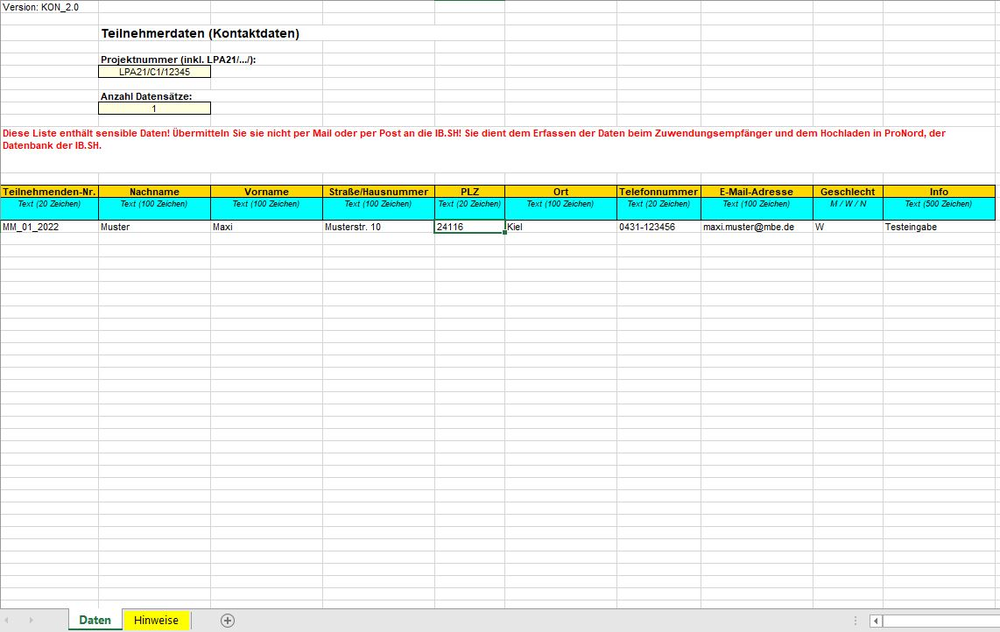 Version: KON_2.0
Teilnehmerdaten (Kontaktdaten)
Projektnummer (inkl. LPA21/.../):
LPA21/C1/12345
Anzahl Datensätze:
1
Diese Liste enthält sensible Daten! Übermitteln Sie sie nicht per Mail oder per Post an die IB.SH! Sie dient dem Erfassen der Daten beim Zuwendungsempfänger und dem Hochladen in ProNord, der
Datenbank der IB.SH.
Teilnehmenden-Nr. Nachname Vorname Straße/Hausnummer PLZ Ort Telefonnummer E-Mail-Adresse Geschlecht Info
Text (20 Zeichen) Text (100 Zeichen) Text (100 Zeichen) Text (100 Zeichen) Text (20 Zeichen) Text (100 Zeichen) Text (20 Zeichen) Text (100 Zeichen) M / W / N Text (500 Zeichen)
MM_01_2022 Muster Maxi Musterstr. 10 24116 Kiel 0431-123456 maxi.muster@mbe.de W Testeingabe
Daten Hinweise